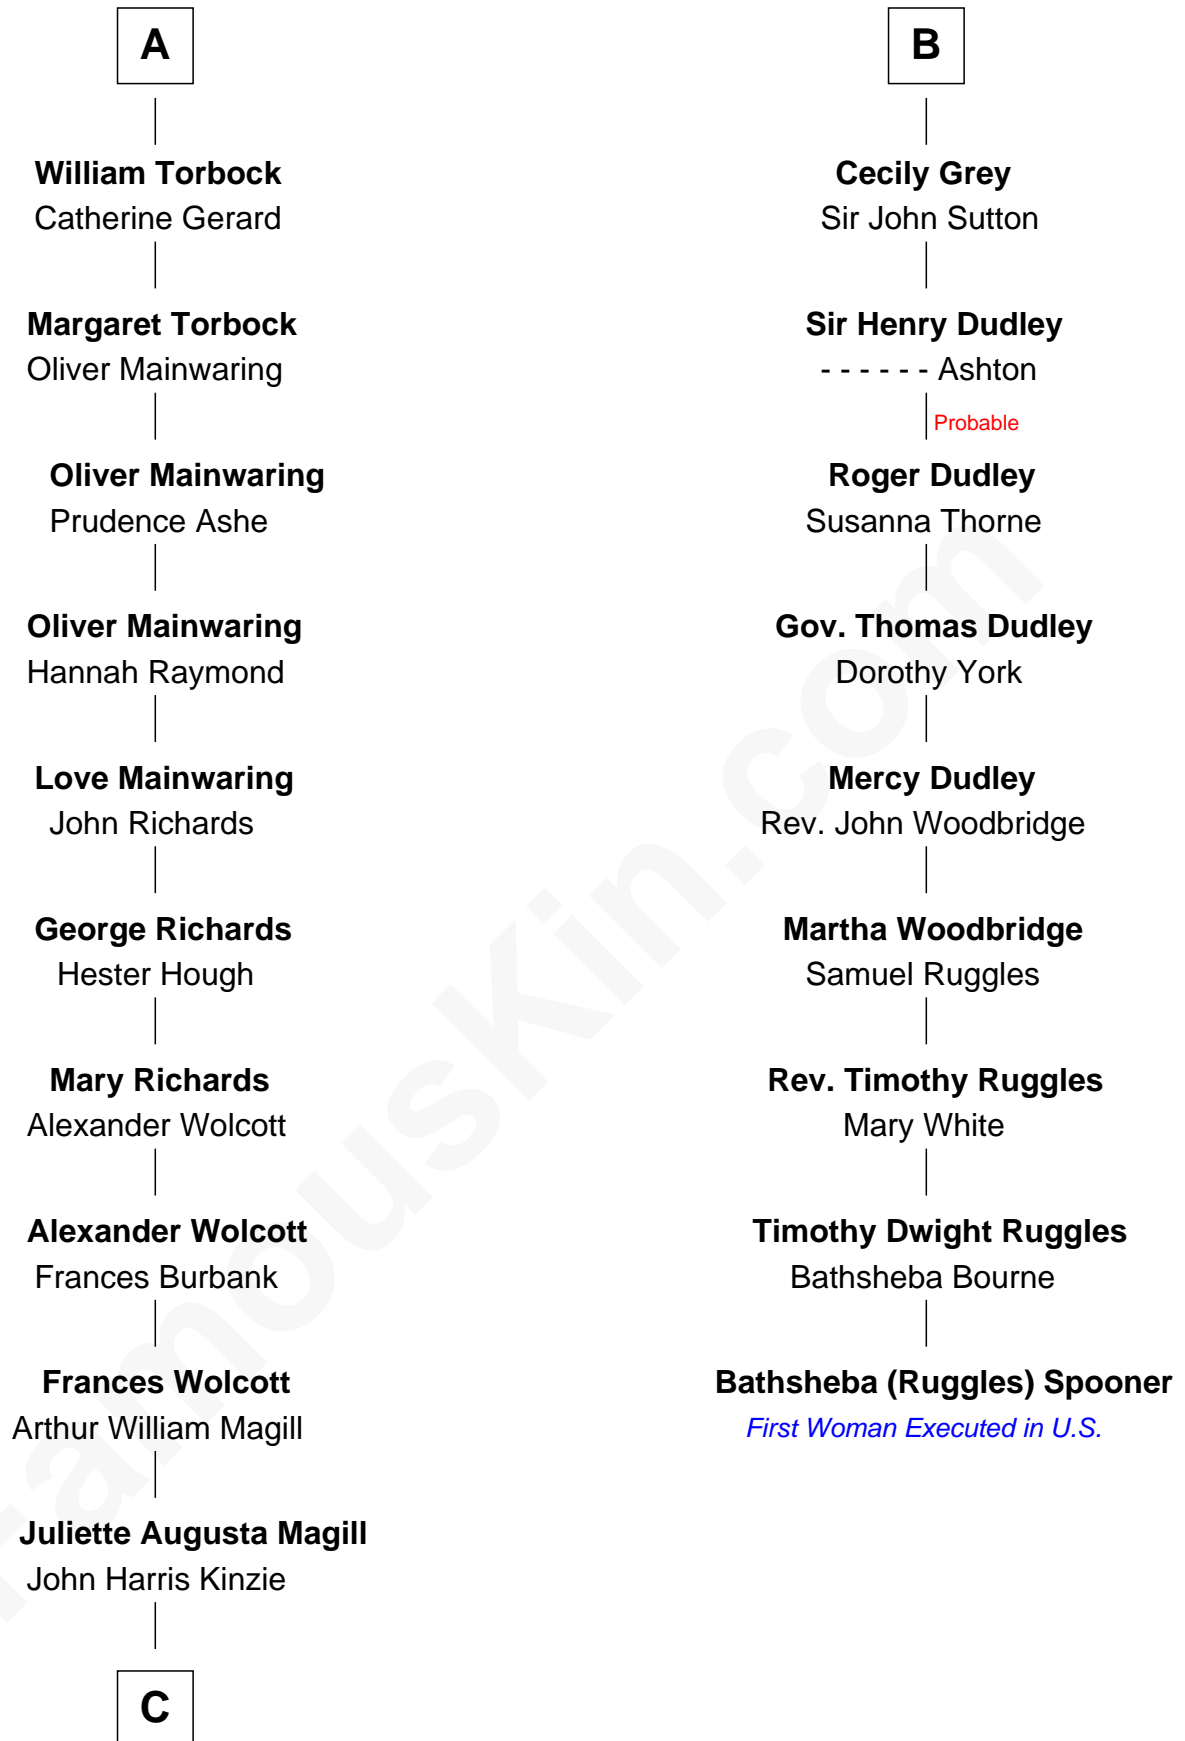 A
William Torbock
Catherine Gerard
Margaret Torbock
Oliver Mainwaring
Oliver Mainwaring
Prudence Ashe
Oliver Mainwaring
Hannah Raymond
Love Mainwaring
John Richards
George Richards
Hester Hough
Mary Richards
Alexander Wolcott
Alexander Wolcott
Frances Burbank
Frances Wolcott
Arthur William Magill
Juliette Augusta Magill
John Harris Kinzie
C
B
Cecily Grey
Sir John Sutton
Sir Henry Dudley
- - - - - - Ashton
Probable
Roger Dudley
Susanna Thorne
Gov. Thomas Dudley
Dorothy York
Mercy Dudley
Rev. John Woodbridge
Martha Woodbridge
Samuel Ruggles
Rev. Timothy Ruggles
Mary White
Timothy Dwight Ruggles
Bathsheba Bourne
Bathsheba (Ruggles) Spooner
First Woman Executed in U.S.
FamousKin.com